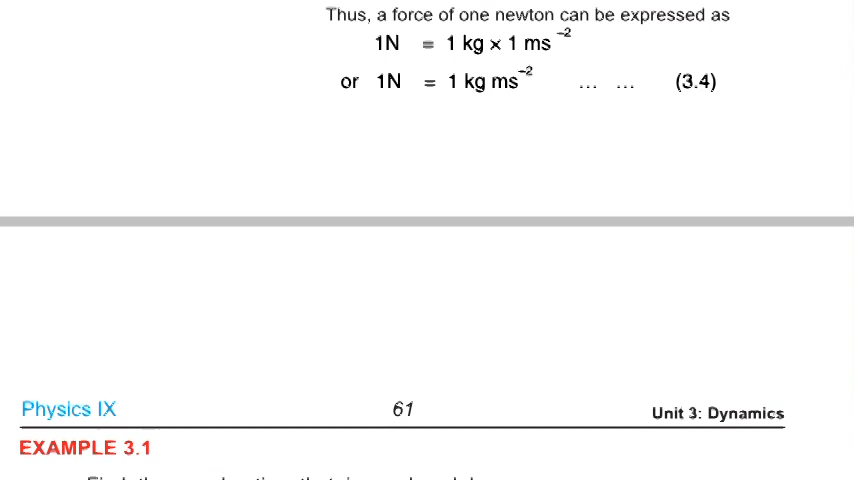 Thus, a force of one newton can be expressed as
1N = 1 kg × 1 ms⁻²
or 1N = 1 kg ms⁻² ... ... (3.4)
Physics IX 61 Unit 3: Dynamics
EXAMPLE 3.1